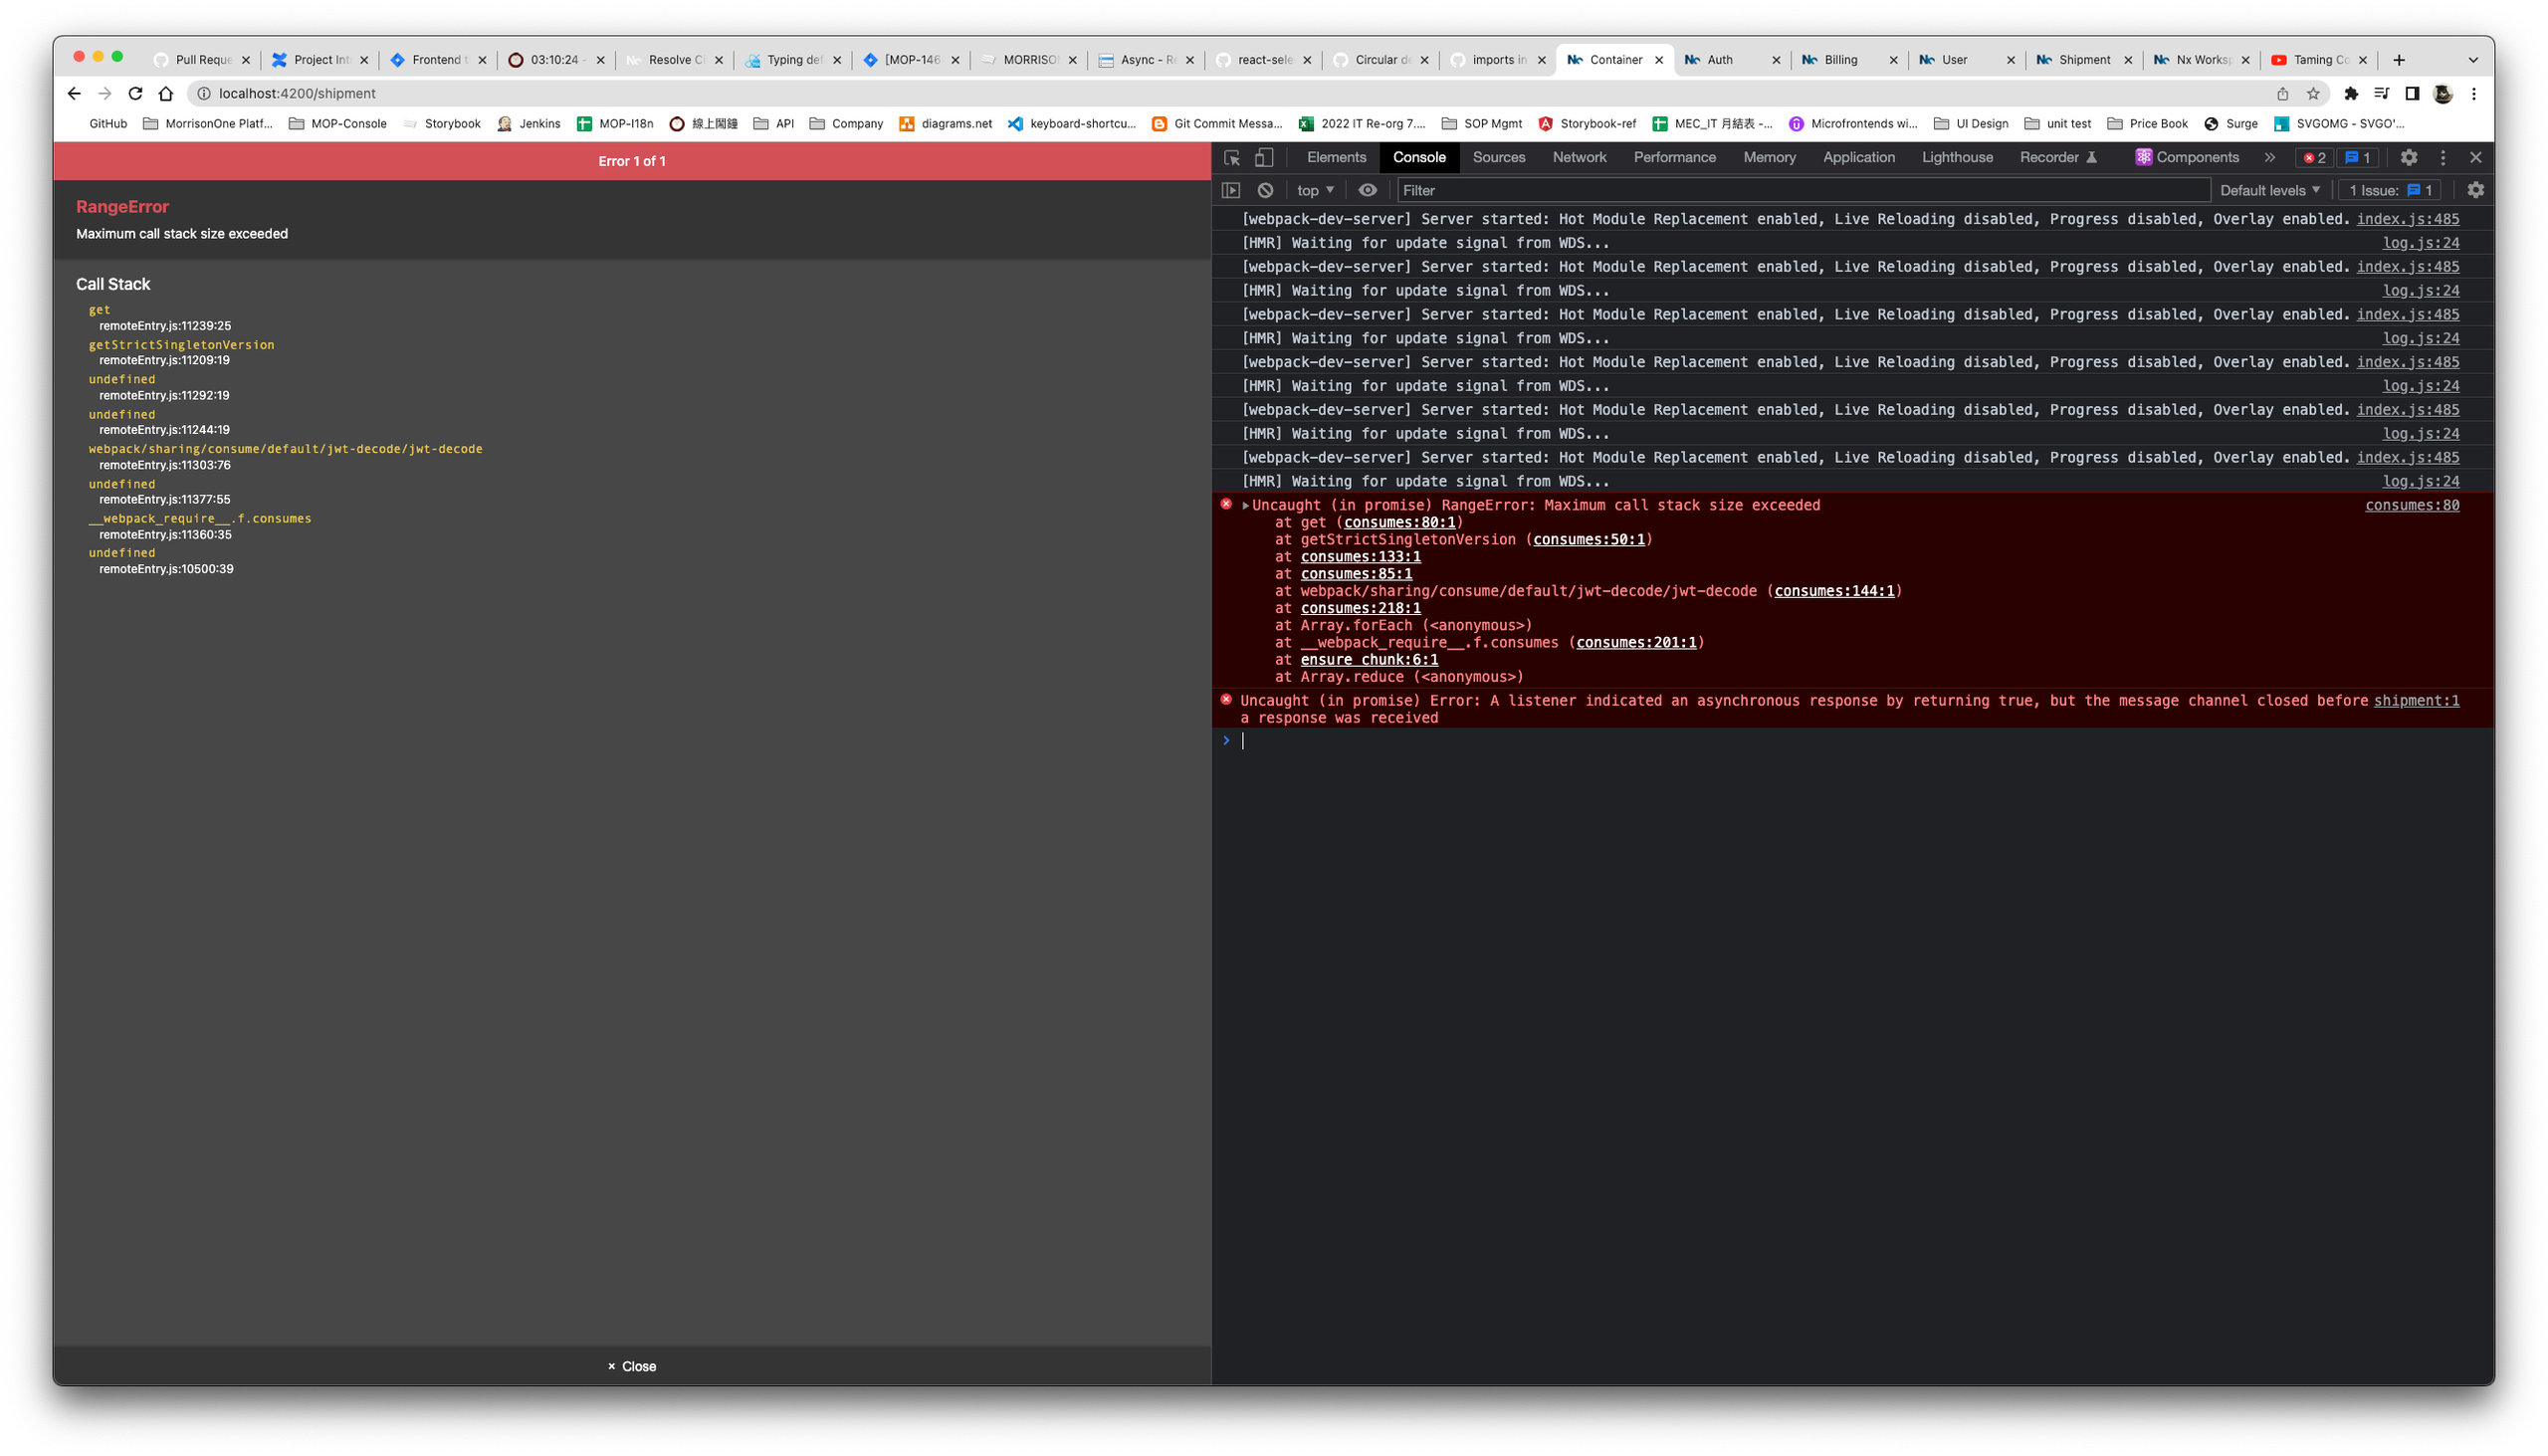 Pull Reque
Project Int
Frontend t
03:10:24 -
Resolve Ci
Typing def
[MOP-146
MORRISO
Async - Re
react-sele
Circular de
imports in
Container
Auth
Billing
User
Shipment
Nx Worksp
Taming Co
localhost:4200/shipment
GitHub
MorrisonOne Platf...
MOP-Console
Storybook
Jenkins
MOP-I18n
線上鬧鐘
API
Company
diagrams.net
keyboard-shortcu...
Git Commit Messa...
2022 IT Re-org 7....
SOP Mgmt
Storybook-ref
MEC_IT 月結表 -...
Microfrontends wi...
UI Design
unit test
Price Book
Surge
SVGOMG - SVGO'...
Error 1 of 1
RangeError
Maximum call stack size exceeded
Call Stack
get
remoteEntry.js:11239:25
getStrictSingletonVersion
remoteEntry.js:11209:19
undefined
remoteEntry.js:11292:19
undefined
remoteEntry.js:11244:19
webpack/sharing/consume/default/jwt-decode/jwt-decode
remoteEntry.js:11303:76
undefined
remoteEntry.js:11377:55
__webpack_require__.f.consumes
remoteEntry.js:11360:35
undefined
remoteEntry.js:10500:39
× Close
Elements Console Sources Network Performance Memory Application Lighthouse Recorder Components » 2 1
top Filter Default levels 1 Issue: 1
[webpack-dev-server] Server started: Hot Module Replacement enabled, Live Reloading disabled, Progress disabled, Overlay enabled. index.js:485
[HMR] Waiting for update signal from WDS... log.js:24
[webpack-dev-server] Server started: Hot Module Replacement enabled, Live Reloading disabled, Progress disabled, Overlay enabled. index.js:485
[HMR] Waiting for update signal from WDS... log.js:24
[webpack-dev-server] Server started: Hot Module Replacement enabled, Live Reloading disabled, Progress disabled, Overlay enabled. index.js:485
[HMR] Waiting for update signal from WDS... log.js:24
[webpack-dev-server] Server started: Hot Module Replacement enabled, Live Reloading disabled, Progress disabled, Overlay enabled. index.js:485
[HMR] Waiting for update signal from WDS... log.js:24
[webpack-dev-server] Server started: Hot Module Replacement enabled, Live Reloading disabled, Progress disabled, Overlay enabled. index.js:485
[HMR] Waiting for update signal from WDS... log.js:24
[webpack-dev-server] Server started: Hot Module Replacement enabled, Live Reloading disabled, Progress disabled, Overlay enabled. index.js:485
[HMR] Waiting for update signal from WDS... log.js:24
Uncaught (in promise) RangeError: Maximum call stack size exceeded consumes:80
at get (consumes:80:1)
at getStrictSingletonVersion (consumes:50:1)
at consumes:133:1
at consumes:85:1
at webpack/sharing/consume/default/jwt-decode/jwt-decode (consumes:144:1)
at consumes:218:1
at Array.forEach (<anonymous>)
at __webpack_require__.f.consumes (consumes:201:1)
at ensure chunk:6:1
at Array.reduce (<anonymous>)
Uncaught (in promise) Error: A listener indicated an asynchronous response by returning true, but the message channel closed before shipment:1
a response was received